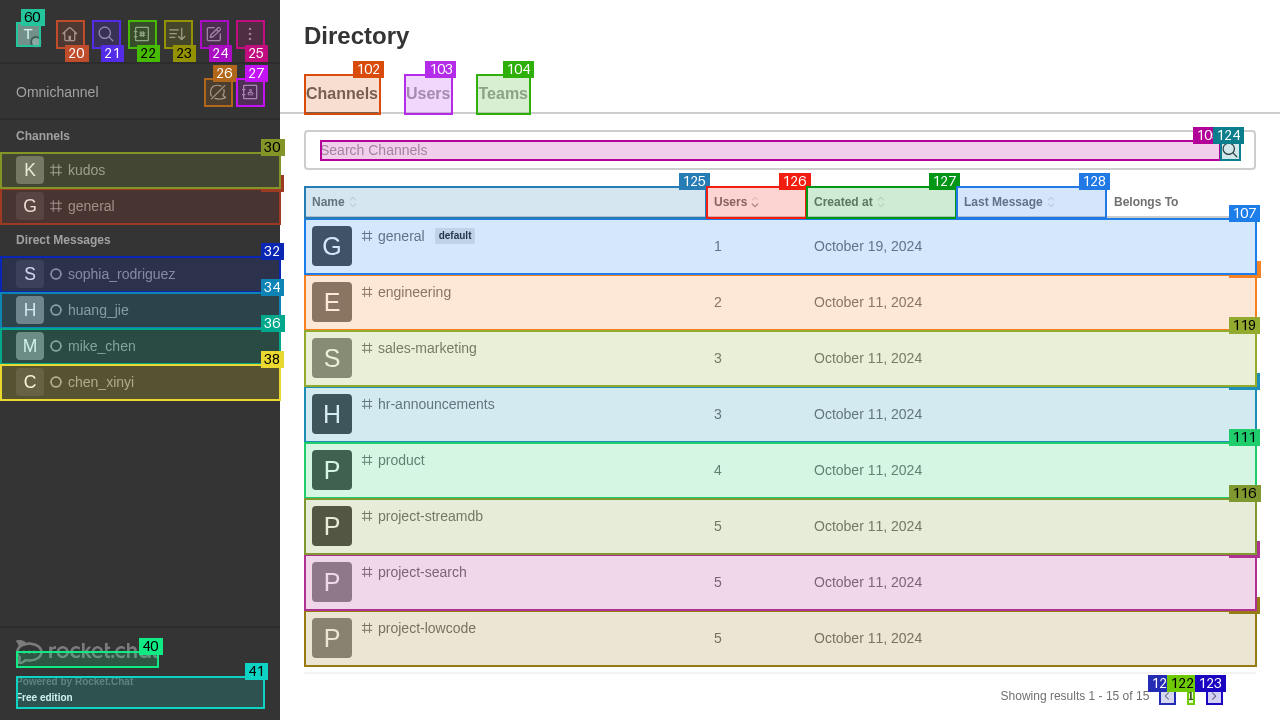 60
T
20
21
22
23
24
25
Omnichannel
26
27
Channels
30
K kudos
G general
Direct Messages
32
S sophia_rodriguez
34
H huang_jie
36
M mike_chen
38
C chen_xinyi
40
rocket.cha
41
Powered by Rocket.Chat
Free edition
Directory
102
103
104
Channels
Users
Teams
Search Channels
124
125
126
127
128
Name
Users
Created at
Last Message
Belongs To
107
G general default 1 October 19, 2024
E engineering 2 October 11, 2024
119
S sales-marketing 3 October 11, 2024
H hr-announcements 3 October 11, 2024
111
P product 4 October 11, 2024
116
P project-streamdb 5 October 11, 2024
P project-search 5 October 11, 2024
P project-lowcode 5 October 11, 2024
122
123
Showing results 1 - 15 of 15
1